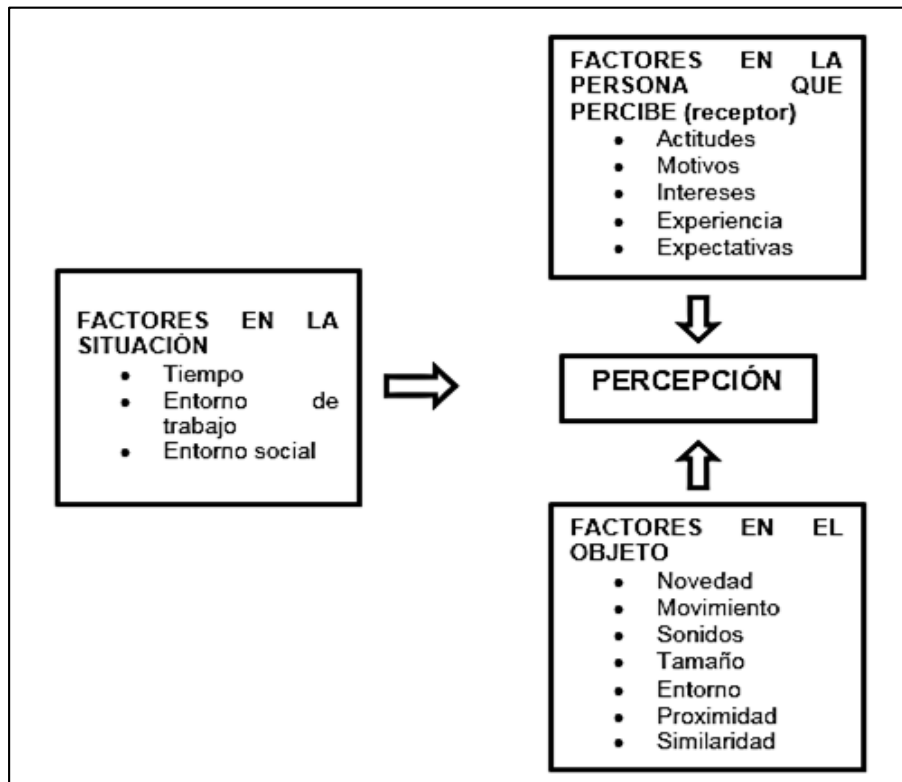 FACTORES EN LA
PERSONA QUE
PERCIBE (receptor)
• Actitudes
• Motivos
• Intereses
• Experiencia
• Expectativas
FACTORES EN LA
SITUACIÓN
• Tiempo
• Entorno de
trabajo
• Entorno social
PERCEPCIÓN
FACTORES EN EL
OBJETO
• Novedad
• Movimiento
• Sonidos
• Tamaño
• Entorno
• Proximidad
• Similaridad